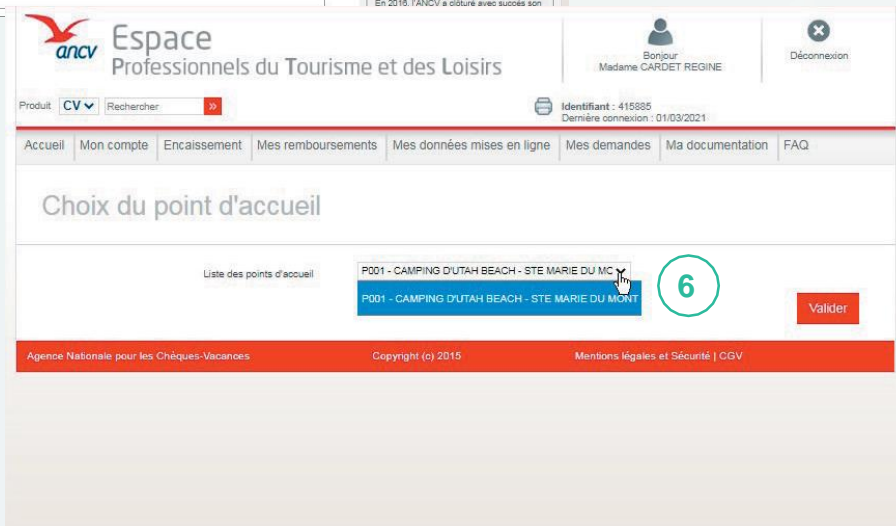 En 2016, l'ANCV a clôturé avec succès son
ancv
Espace
Professionnels du Tourisme et des Loisirs
Bonjour
Madame CARDET REGINE
Déconnexion
Produit CV Rechercher »
Identifiant : 415885
Dernière connexion : 01/03/2021
Accueil Mon compte Encaissement Mes remboursements Mes données mises en ligne Mes demandes Ma documentation FAQ
Choix du point d'accueil
Liste des points d'accueil P001 - CAMPING D'UTAH BEACH - STE MARIE DU MC
P001 - CAMPING D'UTAH BEACH - STE MARIE DU MONT
6
Valider
Agence Nationale pour les Chèques-Vacances Copyright (c) 2015 Mentions légales et Sécurité | CGV